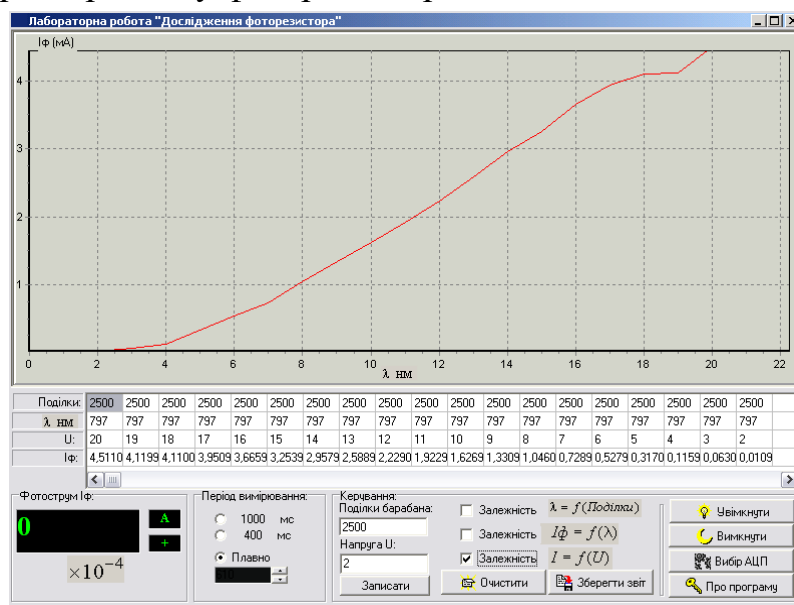 Лабораторна робота "Дослідження фоторезистора"
Iф (мА)
4
3
2
1
0 2 4 6 8 10 12 14 16 18 20 22
λ нм
Поділки: 2500 2500 2500 2500 2500 2500 2500 2500 2500 2500 2500 2500 2500 2500 2500 2500 2500 2500 2500
λ нм 797 797 797 797 797 797 797 797 797 797 797 797 797 797 797 797 797 797 797
U: 20 19 18 17 16 15 14 13 12 11 10 9 8 7 6 5 4 3 2
Iф: 4,5110 4,1199 4,1100 3,9509 3,6659 3,2539 2,9579 2,5889 2,2290 1,9229 1,6269 1,3309 1,0460 0,7289 0,5279 0,3170 0,1159 0,0630 0,0109
Фотострум Iф:
0
A
+
×10⁻⁴
Період вимірювання:
1000 мс
400 мс
Плавно
Керування:
Поділки барабана:
2500
Напруга U:
2
Записати
Залежність λ = f(Поділки)
Залежність Iф = f(λ)
Залежність I = f(U)
Очистити
Зберегти звіт
Увімкнути
Вимкнути
Вибір АЦП
Про програму